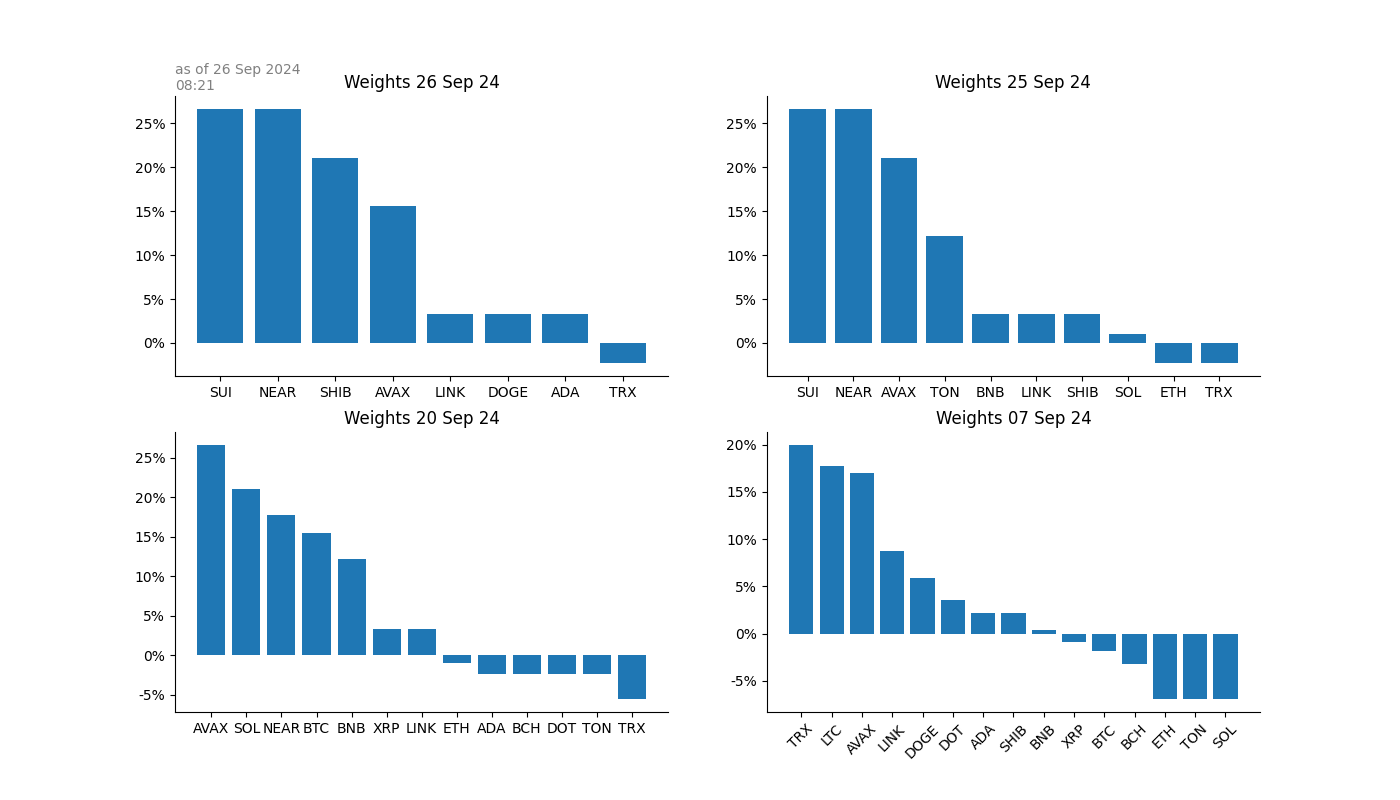 as of 26 Sep 2024
08:21
Weights 26 Sep 24
25%
20%
15%
10%
5%
0%
SUI NEAR SHIB AVAX LINK DOGE ADA TRX
Weights 25 Sep 24
25%
20%
15%
10%
5%
0%
SUI NEAR AVAX TON BNB LINK SHIB SOL ETH TRX
Weights 20 Sep 24
25%
20%
15%
10%
5%
0%
-5%
AVAX SOL NEAR BTC BNB XRP LINK ETH ADA BCH DOT TON TRX
Weights 07 Sep 24
20%
15%
10%
5%
0%
-5%
TRX LTC AVAX LINK DOGE DOT ADA SHIB BNB XRP BTC BCH ETH TON SOL